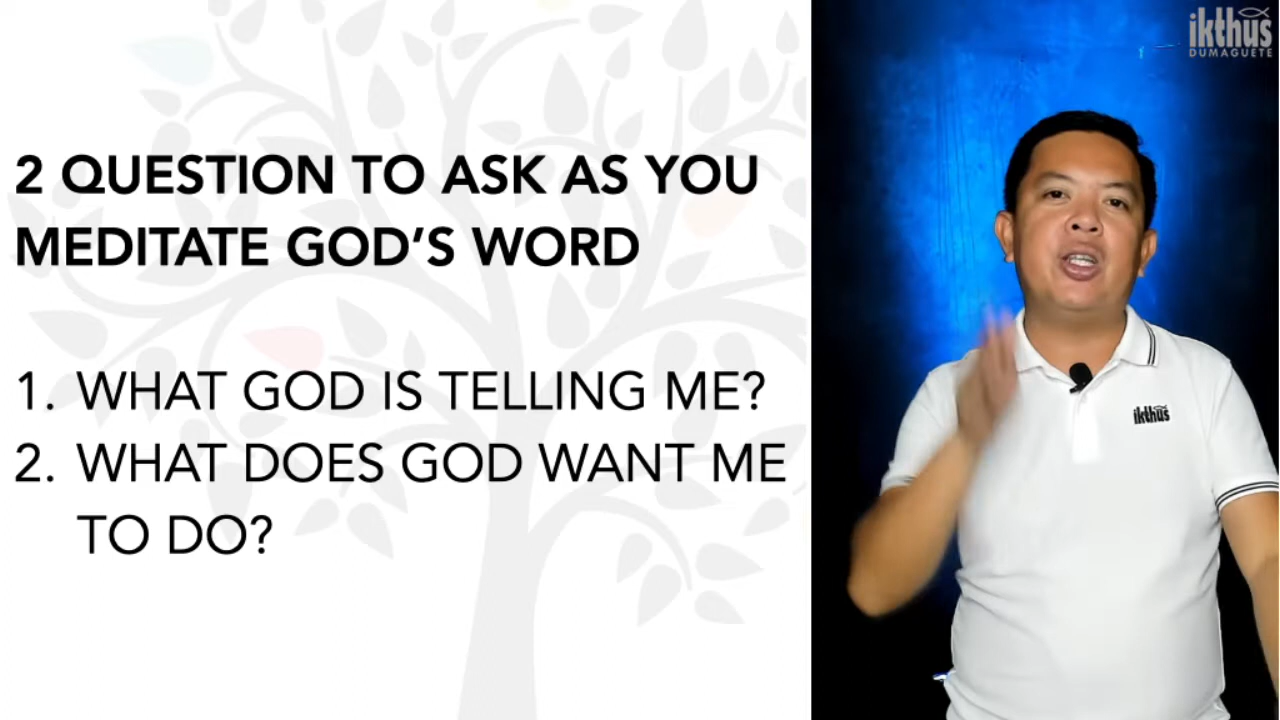 2 QUESTION TO ASK AS YOU
MEDITATE GOD'S WORD
1. WHAT GOD IS TELLING ME?
2. WHAT DOES GOD WANT ME
TO DO?
ikthus
DUMAGUETE
ikthus